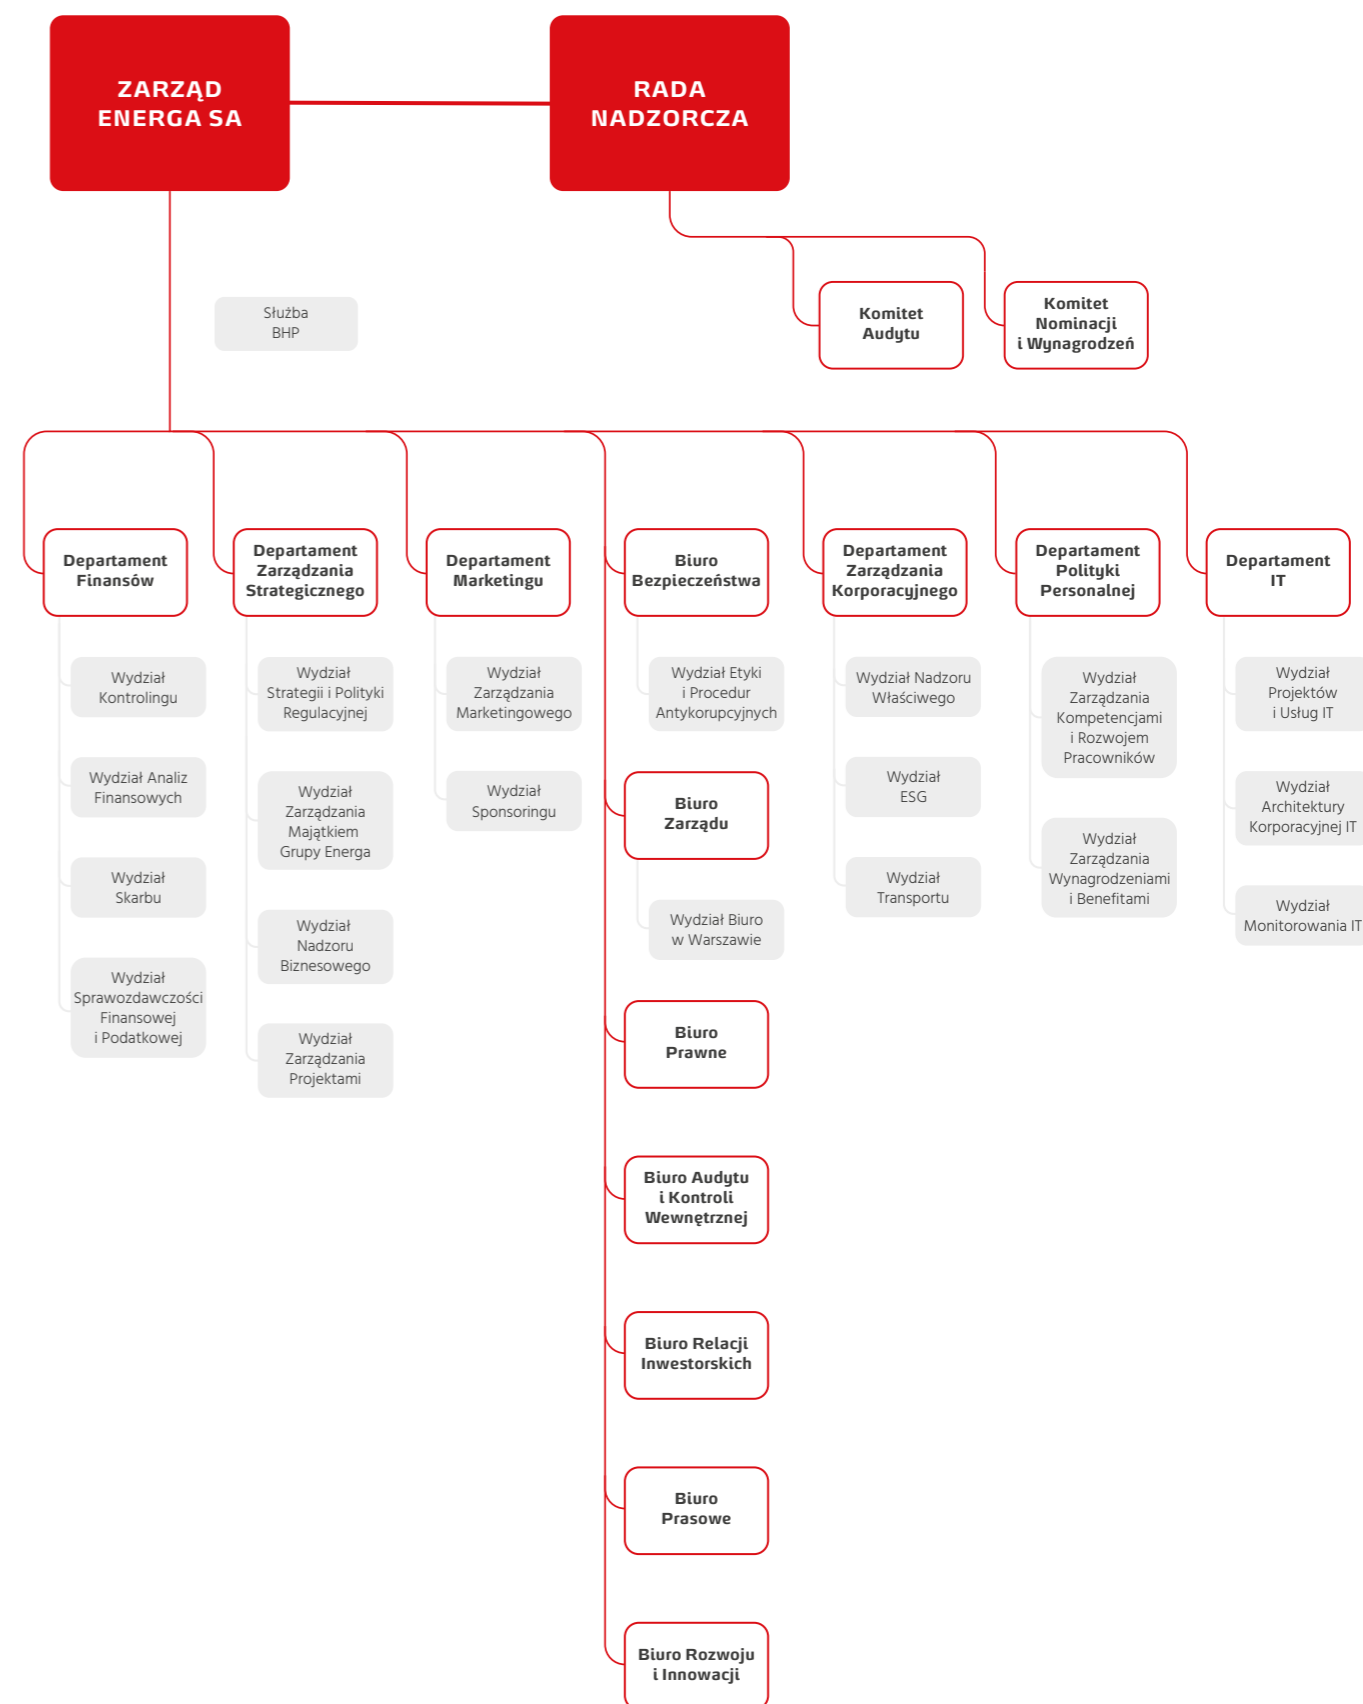 ZARZĄD
ENERGA SA
RADA
NADZORCZA
Służba
BHP
Komitet
Audytu
Komitet
Nominacji
i Wynagrodzeń
Departament
Finansów
Wydział
Kontrolingu
Wydział Analiz
Finansowych
Wydział
Skarbu
Wydział
Sprawozdawczości
Finansowej
i Podatkowej
Departament
Zarządzania
Strategicznego
Wydział
Strategii i Polityki
Regulacyjnej
Wydział
Zarządzania
Majątkiem
Grupy Energa
Wydział
Nadzoru
Biznesowego
Wydział
Zarządzania
Projektami
Departament
Marketingu
Wydział
Zarządzania
Marketingowego
Wydział
Sponsoringu
Biuro
Bezpieczeństwa
Wydział Etyki
i Procedur
Antykorupcyjnych
Biuro
Zarządu
Wydział Biuro
w Warszawie
Biuro
Prawne
Biuro Audytu
i Kontroli
Wewnętrznej
Biuro Relacji
Inwestorskich
Biuro
Prasowe
Biuro Rozwoju
i Innowacji
Departament
Zarządzania
Korporacyjnego
Wydział Nadzoru
Właściwego
Wydział
ESG
Wydział
Transportu
Departament
Polityki
Personalnej
Wydział
Zarządzania
Kompetencjami
i Rozwojem
Pracowników
Wydział
Zarządzania
Wynagrodzeniami
i Benefitami
Departament
IT
Wydział
Projektów
i Usług IT
Wydział
Architektury
Korporacyjnej IT
Wydział
Monitorowania IT